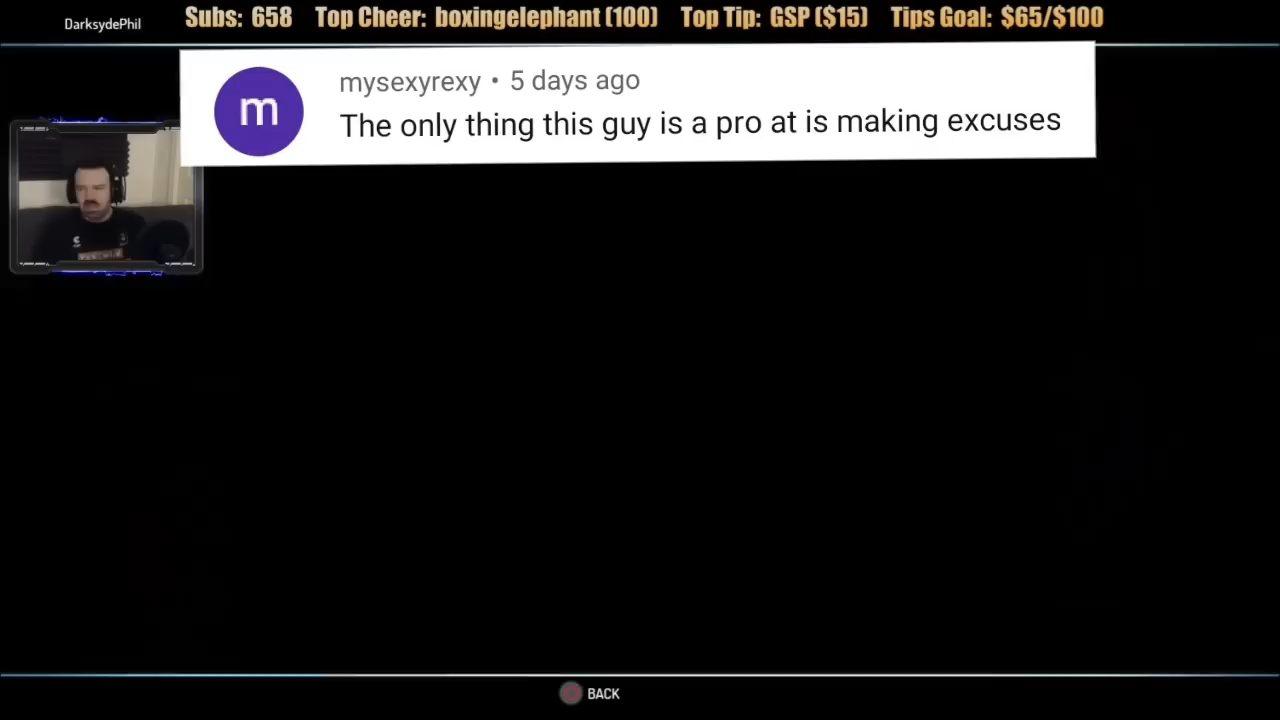 DarksydePhil
Subs: 658 Top Cheer: boxingelephant (100) Top Tip: GSP ($15) Tips Goal: $65/$100
m
mysexyrexy • 5 days ago
The only thing this guy is a pro at is making excuses
BACK